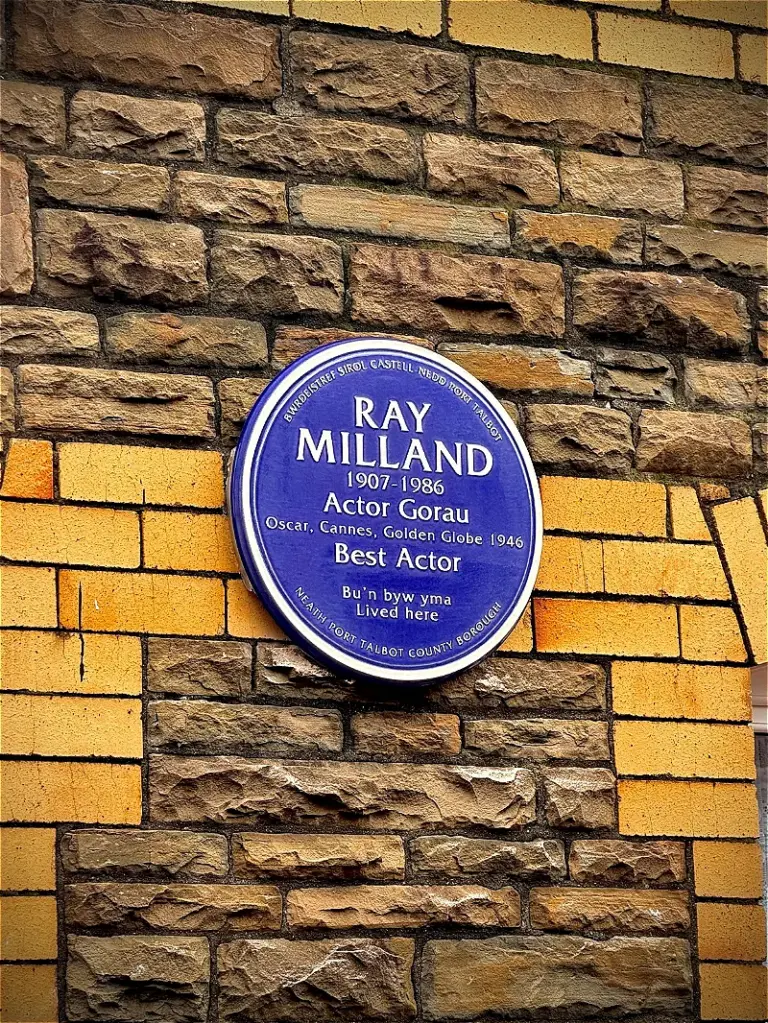 BWRDEISTREF SIROL CASTELL-NEDD PORT TALBOT
RAY
MILLAND
1907-1986
Actor Gorau
Oscar, Cannes, Golden Globe 1946
Best Actor
Bu'n byw yma
Lived here
NEATH PORT TALBOT COUNTY BOROUGH